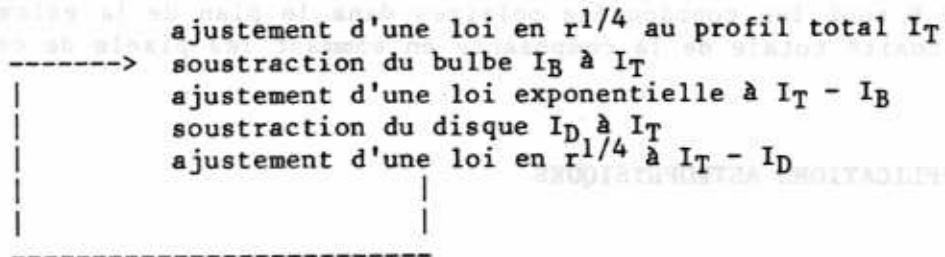 ajustement d'une loi en r^1/4 au profil total I_T
-------> soustraction du bulbe I_B à I_T
| ajustement d'une loi exponentielle à I_T - I_B
| soustraction du disque I_D à I_T
| ajustement d'une loi en r^1/4 à I_T - I_D